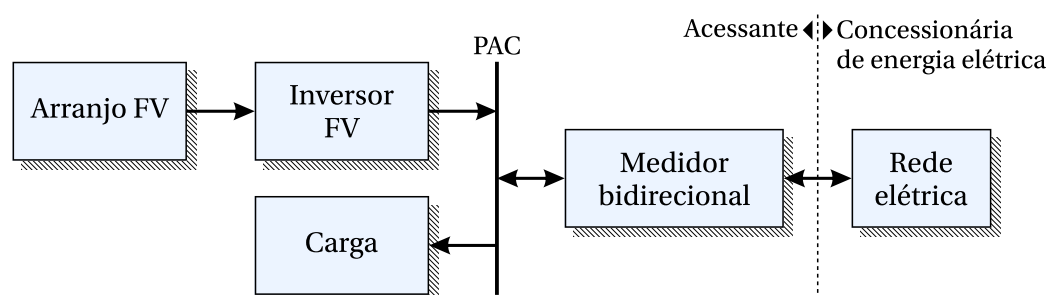 Acessante
Concessionária
de energia elétrica
PAC
Arranjo FV
Inversor
FV
Medidor
bidirecional
Rede
elétrica
Carga